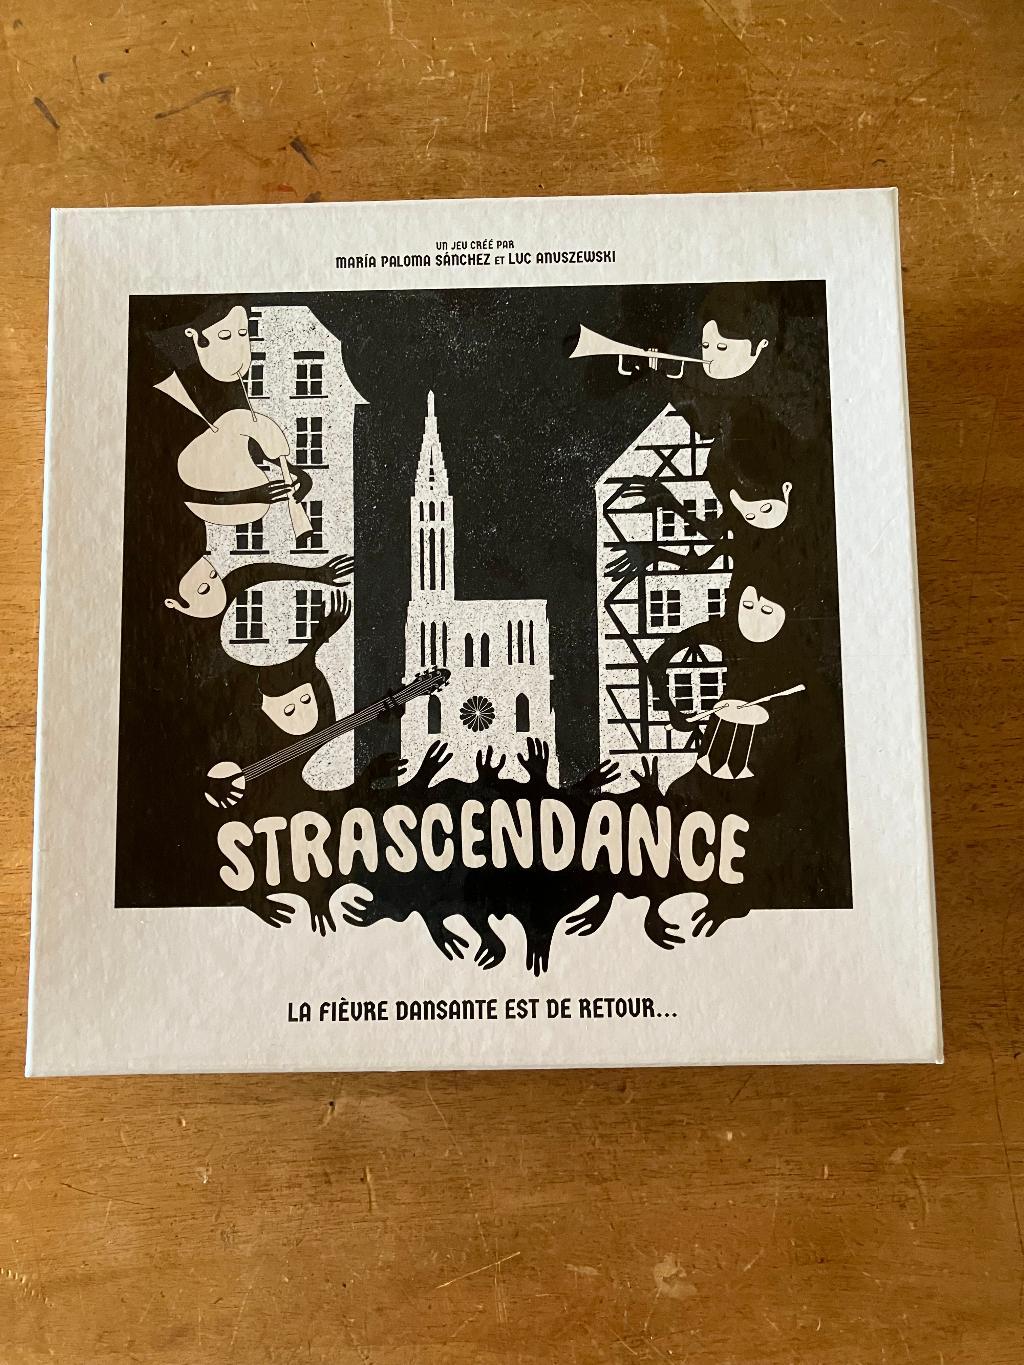 UN JEU CRÉÉ PAR
MARÍA PALOMA SÁNCHEZ ET LUC ANUSZEWSKI
STRASCENDANCE
LA FIÈVRE DANSANTE EST DE RETOUR...